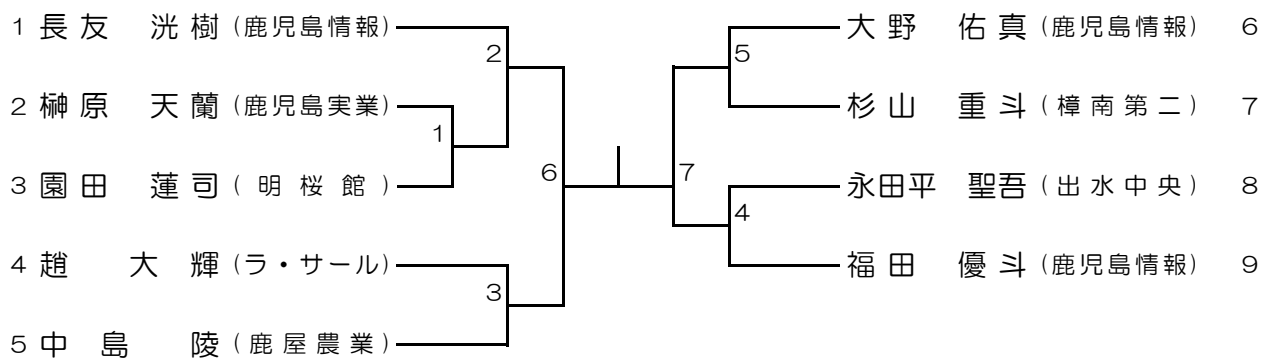 1 長友 洸樹 (鹿児島情報)
2 榊原 天蘭 (鹿児島実業)
3 園田 蓮司 (明桜館)
4 趙 大輝 (ラ・サール)
5 中島 陵 (鹿屋農業)
2
1
6
3
5
7
4
大野 佑真 (鹿児島情報) 6
杉山 重斗 (樟南第二) 7
永田平 聖吾 (出水中央) 8
福田 優斗 (鹿児島情報) 9